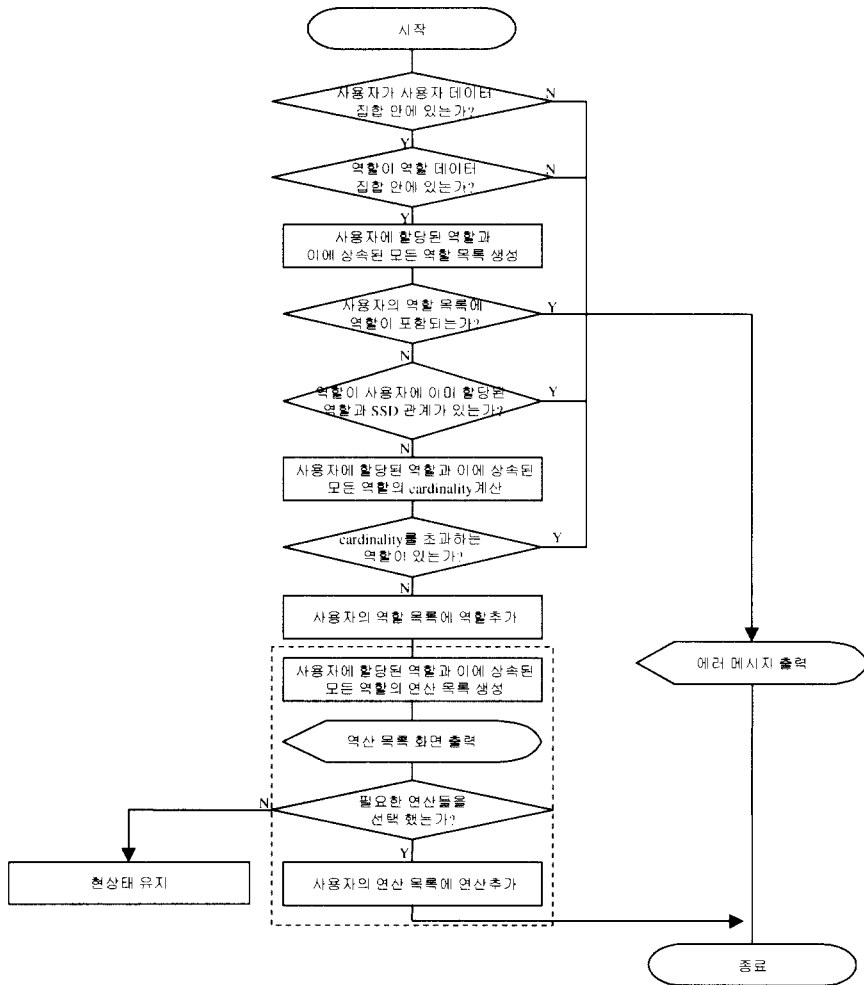 시작
사용자가 사용자 데이터
집합 안에 있는가?
N
Y
역할이 역할 데이터
집합 안에 있는가?
N
Y
사용자에 할당된 역할과
이에 상속된 모든 역할 목록 생성
사용자의 역할 목록에
역할이 포함되는가?
Y
N
역할이 사용자에 이미 할당된
역할과 SSD 관계가 있는가?
Y
N
사용자에 할당된 역할과 이에 상속된
모든 역할의 cardinality계산
cardinality를 초과하는
역할이 있는가?
Y
N
사용자의 역할 목록에 역할추가
에러 메시지 출력
사용자에 할당된 역할과 이에 상속된
모든 역할의 연산 목록 생성
역산 목록 화면 출력
필요한 연산들을
선택 했는가?
N
Y
현상태 유지
사용자의 연산 목록에 연산추가
종료